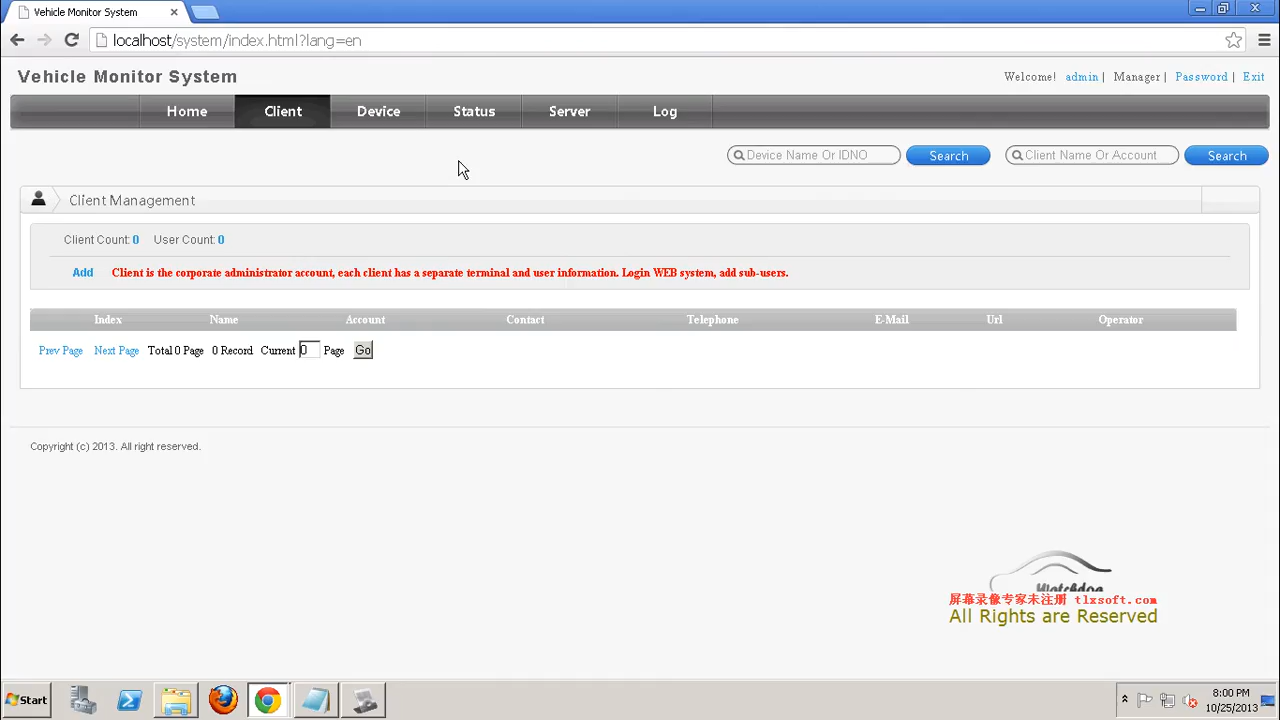 Vehicle Monitor System
localhost/system/index.html?lang=en
Vehicle Monitor System
Welcome! admin | Manager | Password | Exit
Home Client Device Status Server Log
Device Name Or IDNO Search Client Name Or Account Search
Client Management
Client Count: 0 User Count: 0
Add Client is the corporate administrator account, each client has a separate terminal and user information. Login WEB system, add sub-users.
Index Name Account Contact Telephone E-Mail Url Operator
Prev Page Next Page Total 0 Page 0 Record Current 0 Page Go
Copyright (c) 2013. All right reserved.
Watchdog
屏幕录像专家未注册 tlxsoft.com
All Rights are Reserved
Start
8:00 PM
10/25/2013